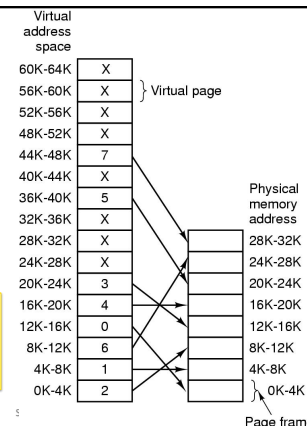 Virtual
address
space
60K-64K X
56K-60K X Virtual page
52K-56K X
48K-52K X
44K-48K 7
40K-44K X
36K-40K 5
32K-36K X
28K-32K X
24K-28K X
20K-24K 3
16K-20K 4
12K-16K 0
8K-12K 6
4K-8K 1
0K-4K 2
Physical
memory
address
28K-32K
24K-28K
20K-24K
16K-20K
12K-16K
8K-12K
4K-8K
0K-4K
Page fram